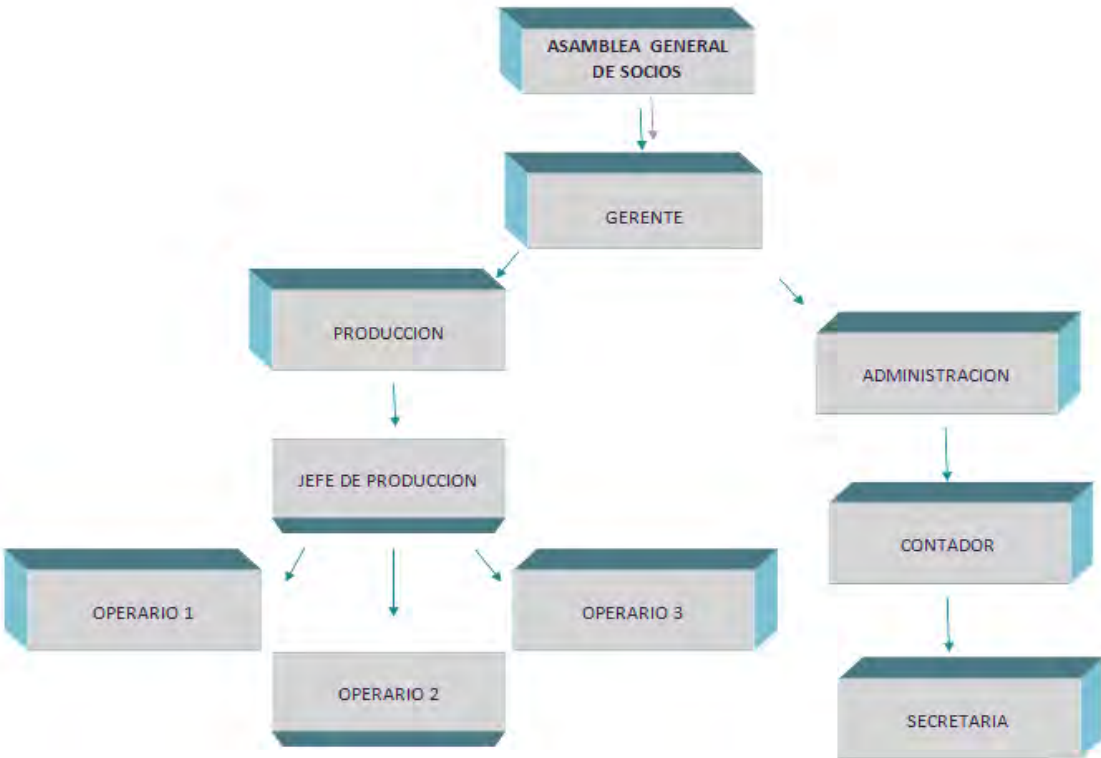 ASAMBLEA GENERAL
DE SOCIOS
GERENTE
PRODUCCION
ADMINISTRACION
JEFE DE PRODUCCION
CONTADOR
OPERARIO 1
OPERARIO 3
OPERARIO 2
SECRETARIA